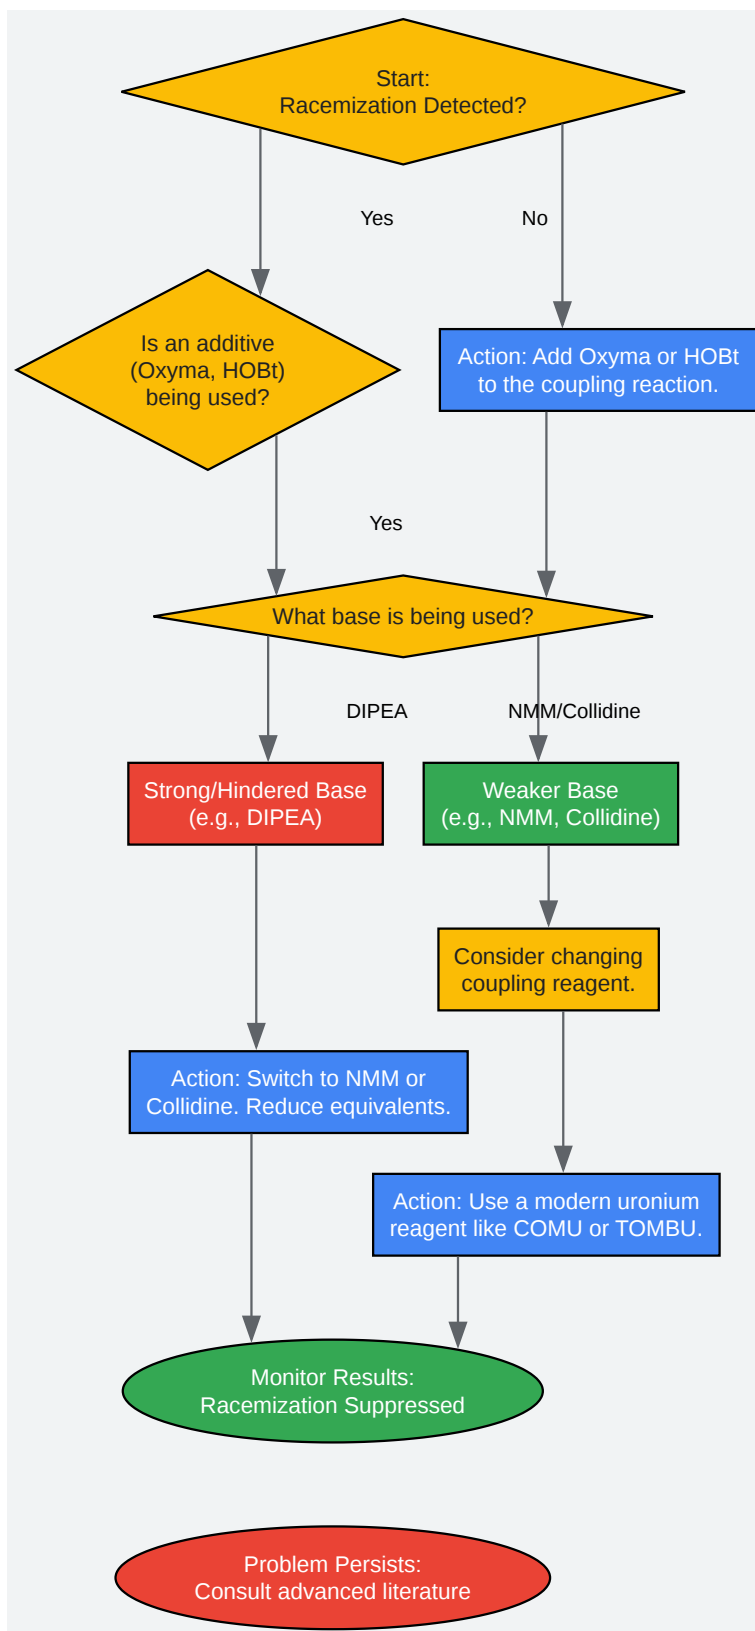 Start:
Racemization Detected?
Yes
No
Is an additive
(Oxyma, HOBt)
being used?
Action: Add Oxyma or HOBt
to the coupling reaction.
Yes
What base is being used?
DIPEA
NMM/Collidine
Strong/Hindered Base
(e.g., DIPEA)
Weaker Base
(e.g., NMM, Collidine)
Consider changing
coupling reagent.
Action: Switch to NMM or
Collidine. Reduce equivalents.
Action: Use a modern uronium
reagent like COMU or TOMBU.
Monitor Results:
Racemization Suppressed
Problem Persists:
Consult advanced literature